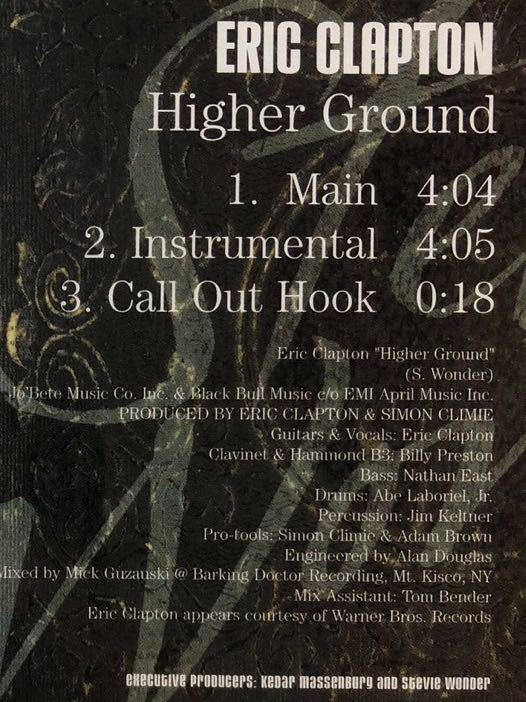 ERIC CLAPTON
Higher Ground
1. Main 4:04
2. Instrumental 4:05
3. Call Out Hook 0:18
Eric Clapton "Higher Ground"
(S. Wonder)
Jo'Bete Music Co. Inc. & Black Bull Music c/o EMI April Music Inc.
PRODUCED BY ERIC CLAPTON & SIMON CLIMIE
Guitars & Vocals: Eric Clapton
Clavinet & Hammond B3: Billy Preston
Bass: Nathan East
Drums: Abe Laboriel, Jr.
Percussion: Jim Keltner
Pro-tools: Simon Climie & Adam Brown
Engineered by Alan Douglas
Mixed by Mick Guzauski @ Barking Doctor Recording, Mt. Kisco, NY
Mix Assistant: Tom Bender
Eric Clapton appears courtesy of Warner Bros. Records
executive producers: Kedar Massenburg and Stevie Wonder